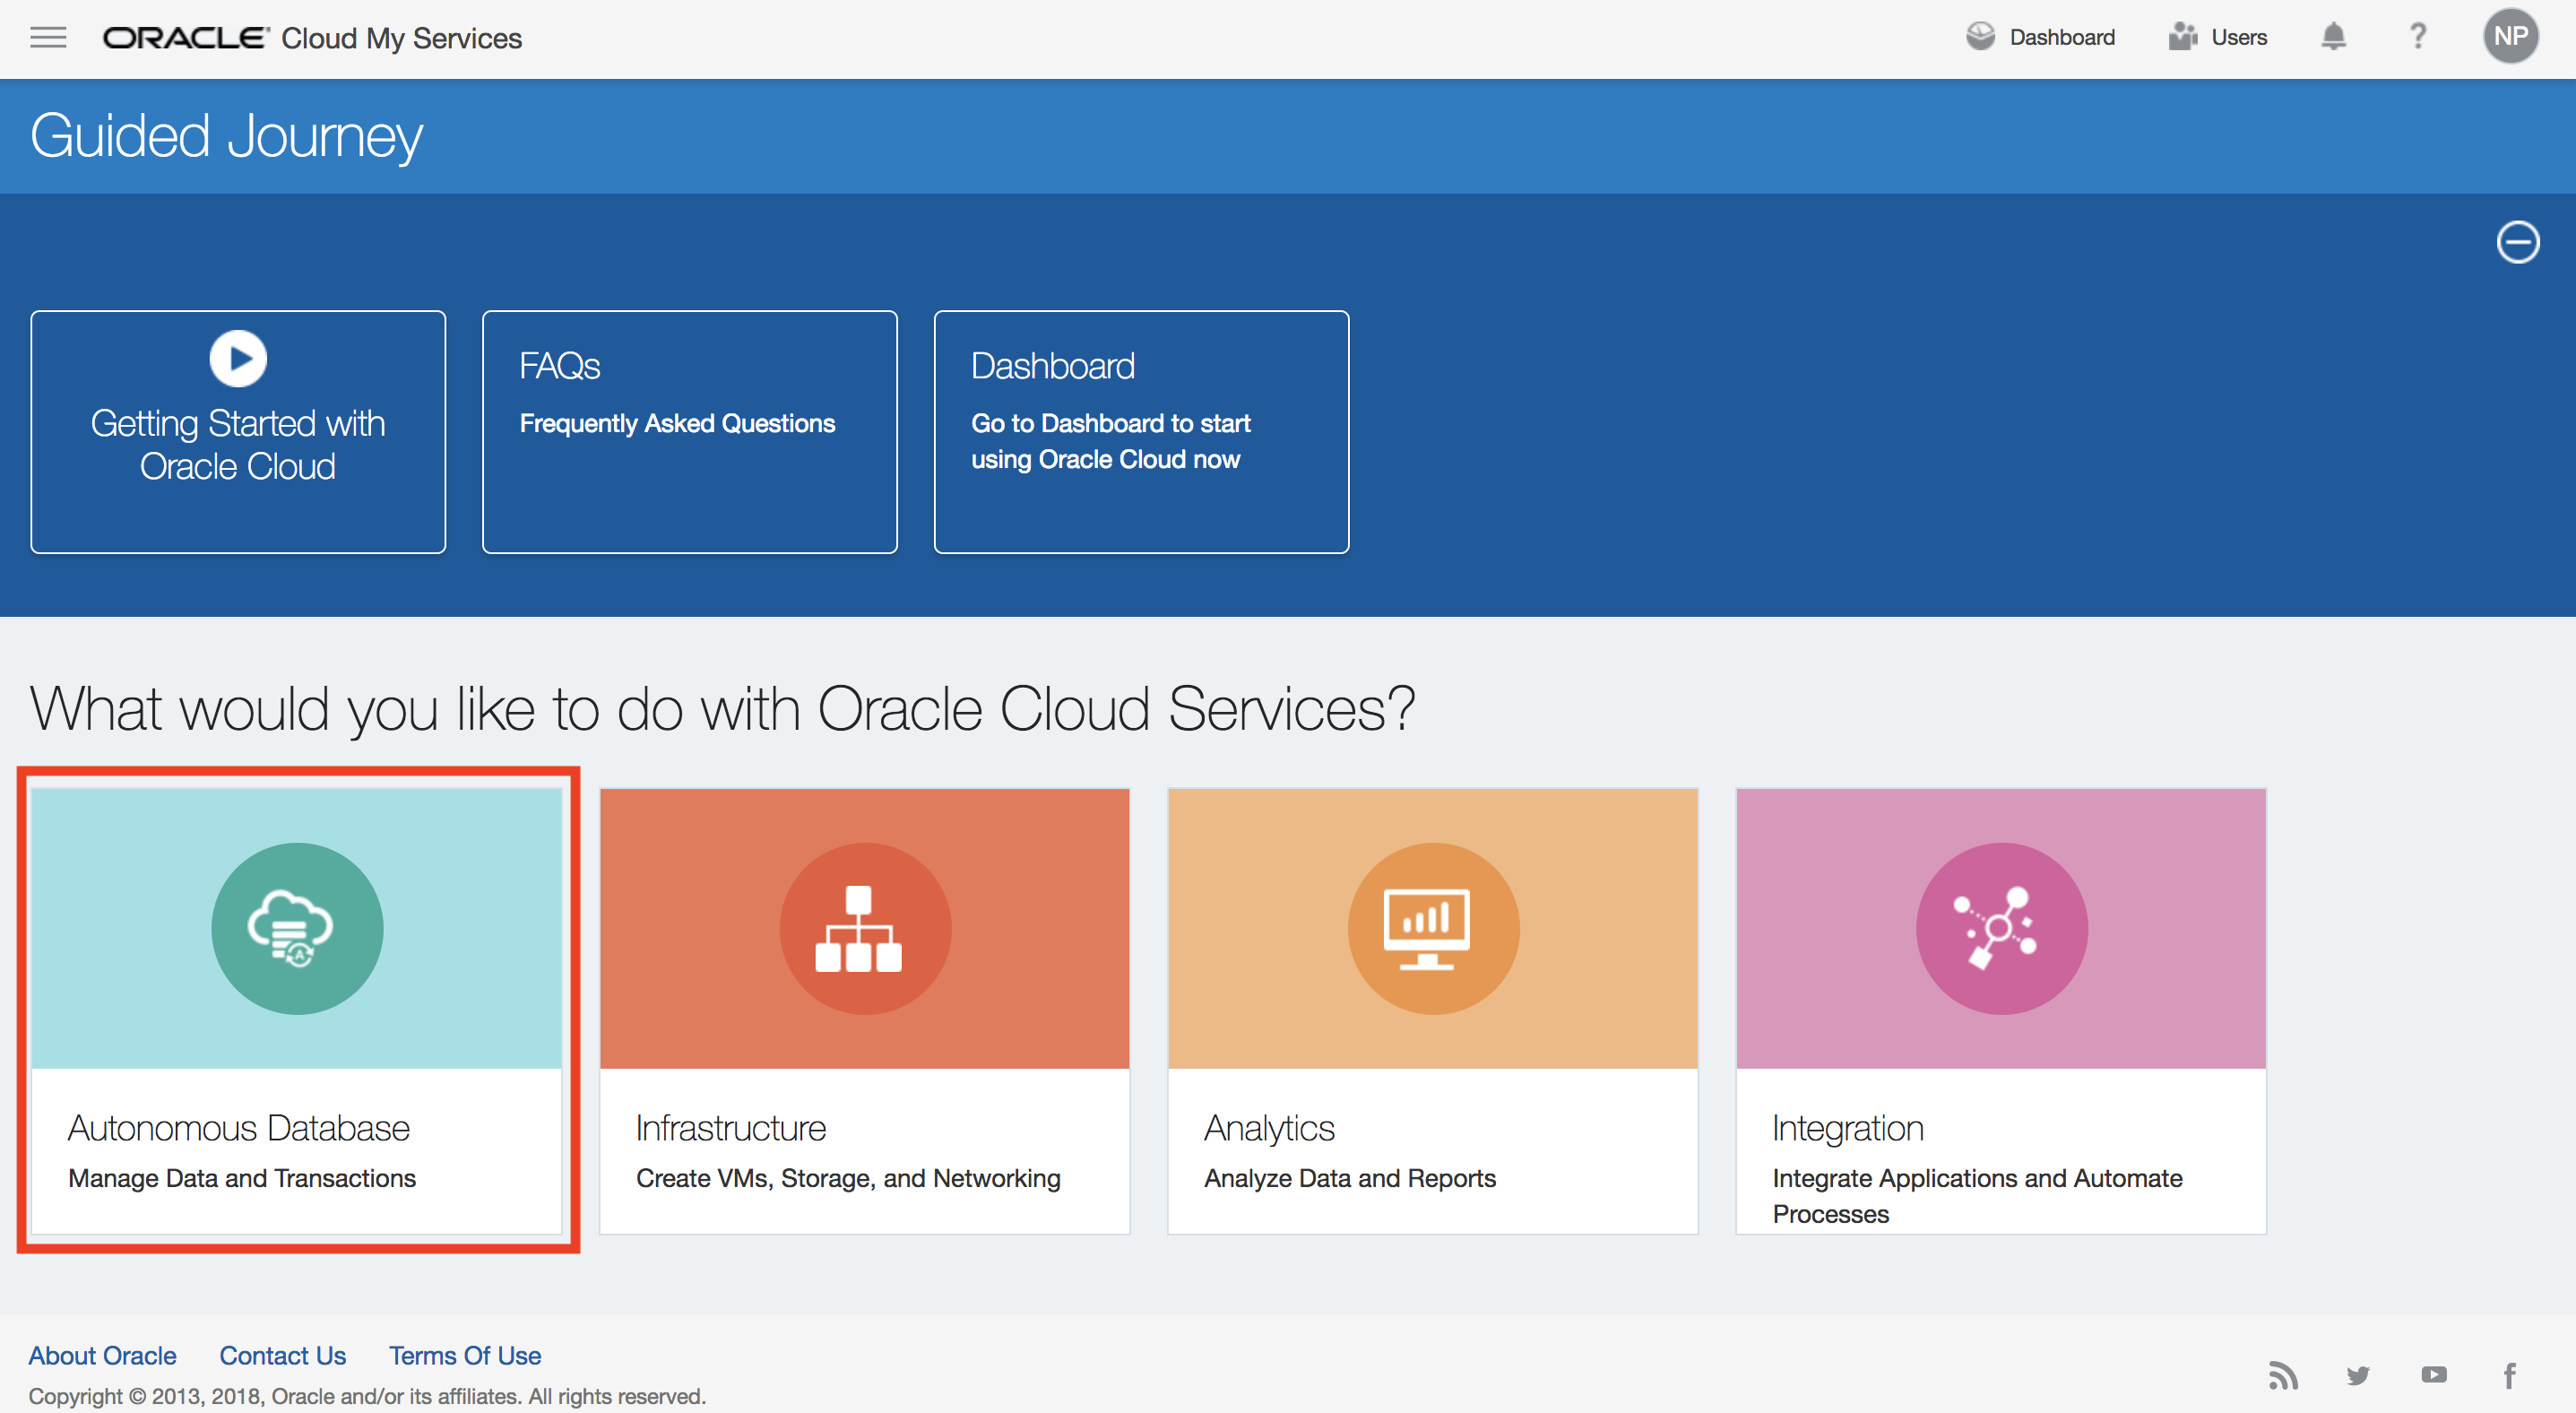 ORACLE® Cloud My Services
Dashboard
Users
?
NP
Guided Journey
Getting Started with
Oracle Cloud
FAQs
Frequently Asked Questions
Dashboard
Go to Dashboard to start
using Oracle Cloud now
What would you like to do with Oracle Cloud Services?
A
Autonomous Database
Manage Data and Transactions
Infrastructure
Create VMs, Storage, and Networking
Analytics
Analyze Data and Reports
Integration
Integrate Applications and Automate
Processes
About Oracle
Contact Us
Terms Of Use
Copyright © 2013, 2018, Oracle and/or its affiliates. All rights reserved.